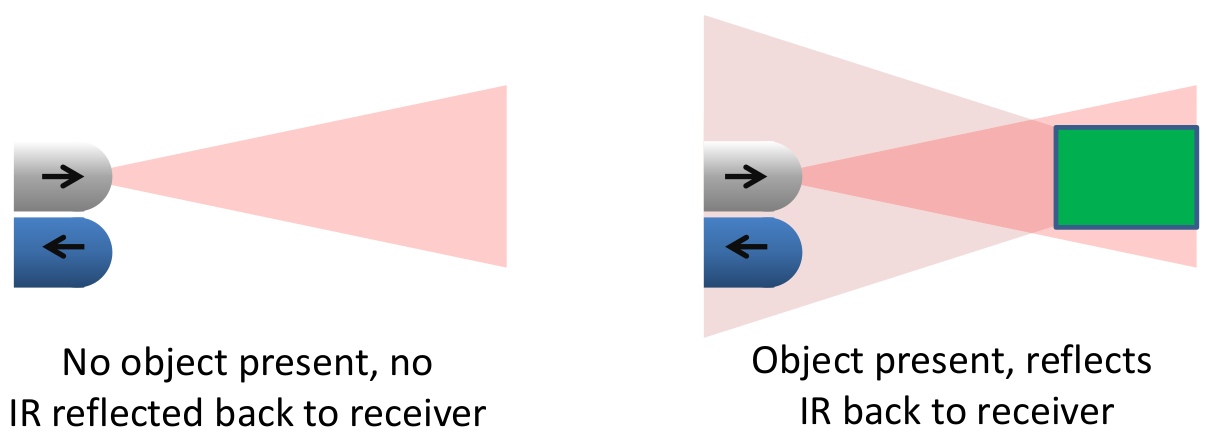 No object present, no
IR reflected back to receiver
Object present, reflects
IR back to receiver